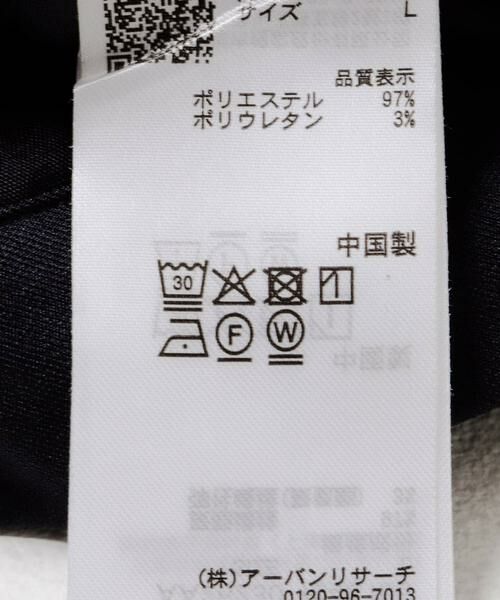 サイズ L
品質表示
ポリエステル 97%
ポリウレタン 3%
中国製
30
F W
(株)アーバンリサーチ
0120-96-7013